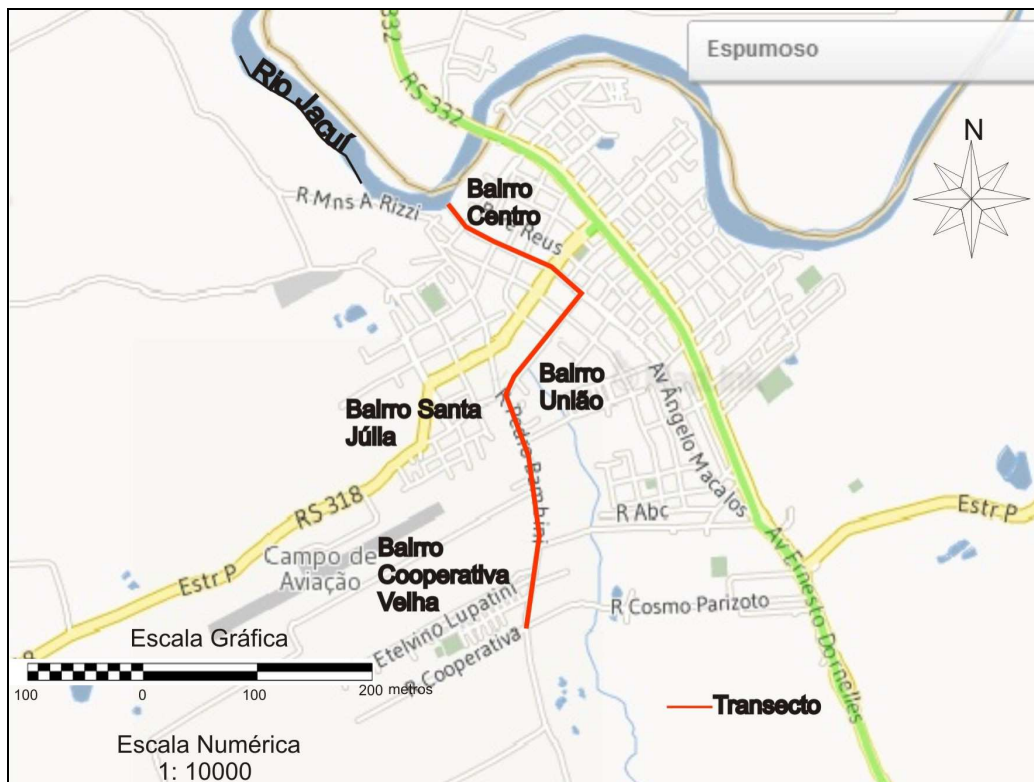 332
Espumoso
RS 332
Rio Jacuí
N
R Mns A Rizzi
Bairro
Centro
Reus
Bairro
União
Av Ângelo Macalos
Bairro Santa
Júlia
R Pedro Bambini
RS 318
R Abc
Estr P
Campo de
Aviação
Bairro
Cooperativa
Velha
Estr P
Av Ernesto Dornelles
R Cosmo Parizoto
Etelvino Lupatini
R Cooperativa
Escala Gráfica
100 0 100 200 metros
Transecto
Escala Numérica
1: 10000